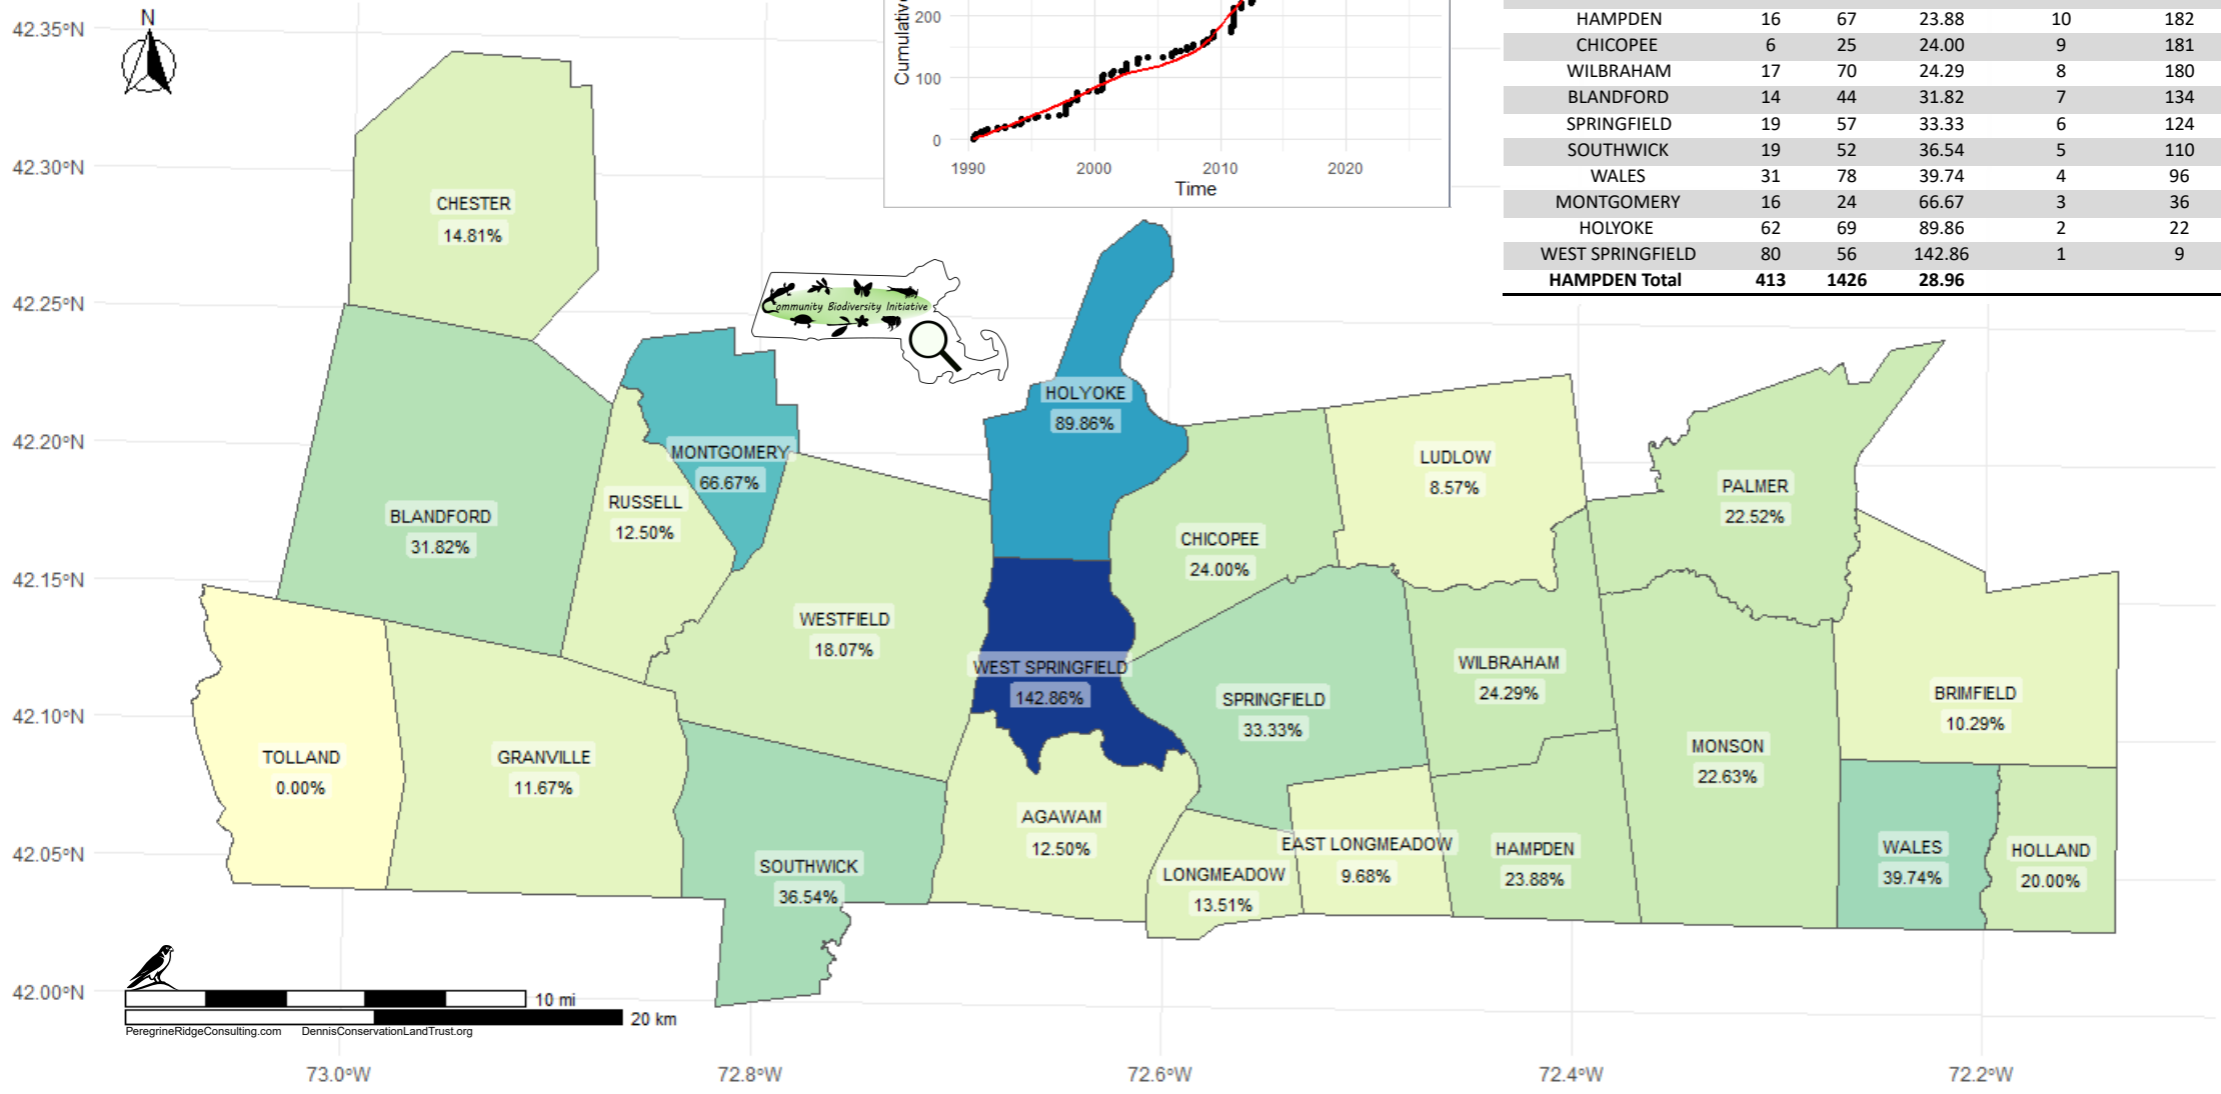 Cumulative
200
100
0
1990 2000 2010 2020
Time
HAMPDEN 16 67 23.88 10 182
CHICOPEE 6 25 24.00 9 181
WILBRAHAM 17 70 24.29 8 180
BLANDFORD 14 44 31.82 7 134
SPRINGFIELD 19 57 33.33 6 124
SOUTHWICK 19 52 36.54 5 110
WALES 31 78 39.74 4 96
MONTGOMERY 16 24 66.67 3 36
HOLYOKE 62 69 89.86 2 22
WEST SPRINGFIELD 80 56 142.86 1 9
HAMPDEN Total 413 1426 28.96
N
42.35°N
42.30°N
42.25°N
42.20°N
42.15°N
42.10°N
42.05°N
42.00°N
CHESTER
14.81%
Community Biodiversity Initiative
HOLYOKE
89.86%
MONTGOMERY
66.67%
LUDLOW
8.57%
PALMER
22.52%
RUSSELL
12.50%
BLANDFORD
31.82%
CHICOPEE
24.00%
WESTFIELD
18.07%
WEST SPRINGFIELD
142.86%
WILBRAHAM
24.29%
SPRINGFIELD
33.33%
BRIMFIELD
10.29%
MONSON
22.63%
TOLLAND
0.00%
GRANVILLE
11.67%
AGAWAM
12.50%
EAST LONGMEADOW
9.68%
HAMPDEN
23.88%
WALES
39.74%
HOLLAND
20.00%
SOUTHWICK
36.54%
LONGMEADOW
13.51%
10 mi
20 km
PeregrineRidgeConsulting.com DennisConservationLandTrust.org
73.0°W 72.8°W 72.6°W 72.4°W 72.2°W